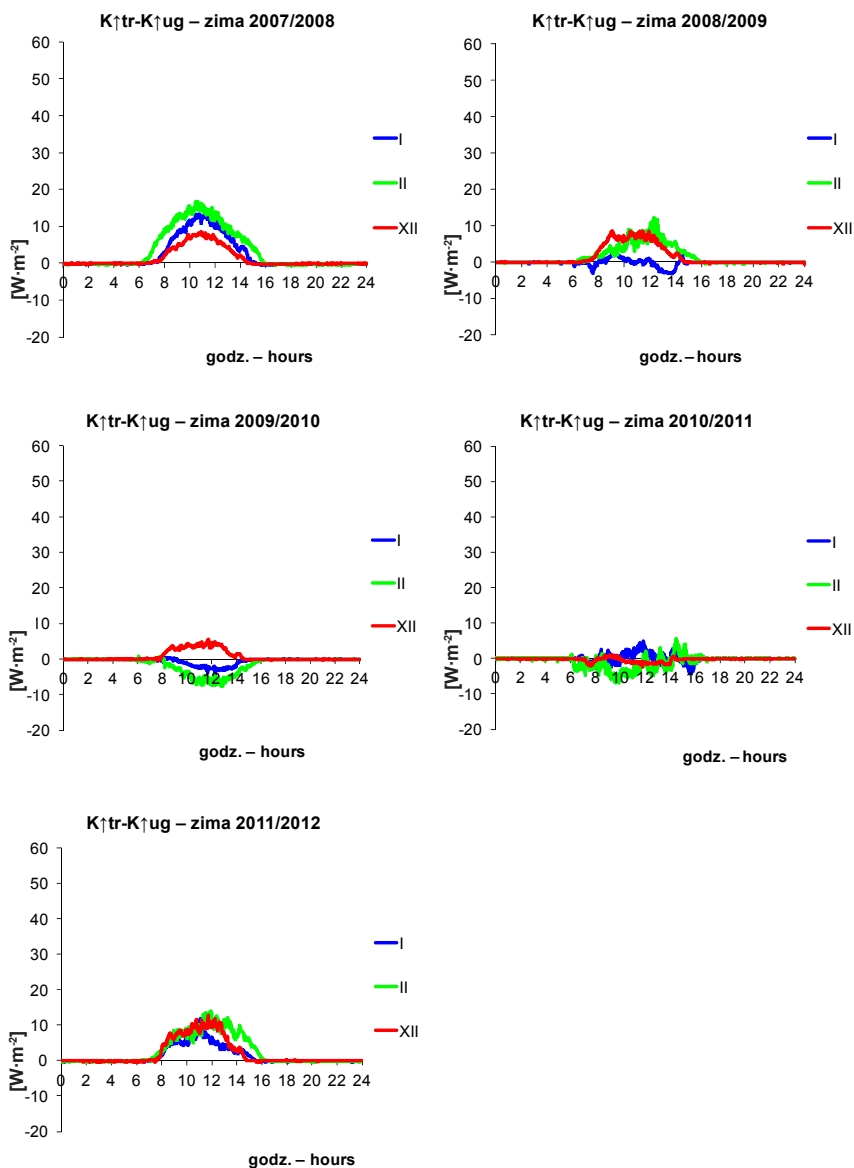 K↑tr-K↑ug – zima 2007/2008
60
50
40
30
20
10
0
-10
-20
[W·m-2]
0 2 4 6 8 10 12 14 16 18 20 22 24
godz. – hours
I
II
XII
K↑tr-K↑ug – zima 2008/2009
60
50
40
30
20
10
0
-10
-20
[W·m-2]
0 2 4 6 8 10 12 14 16 18 20 22 24
godz. – hours
I
II
XII
K↑tr-K↑ug – zima 2009/2010
60
50
40
30
20
10
0
-10
-20
[W·m-2]
0 2 4 6 8 10 12 14 16 18 20 22 24
godz. – hours
I
II
XII
K↑tr-K↑ug – zima 2010/2011
60
50
40
30
20
10
0
-10
-20
[W·m-2]
0 2 4 6 8 10 12 14 16 18 20 22 24
godz. – hours
I
II
XII
K↑tr-K↑ug – zima 2011/2012
60
50
40
30
20
10
0
-10
-20
[W·m-2]
0 2 4 6 8 10 12 14 16 18 20 22 24
godz. – hours
I
II
XII